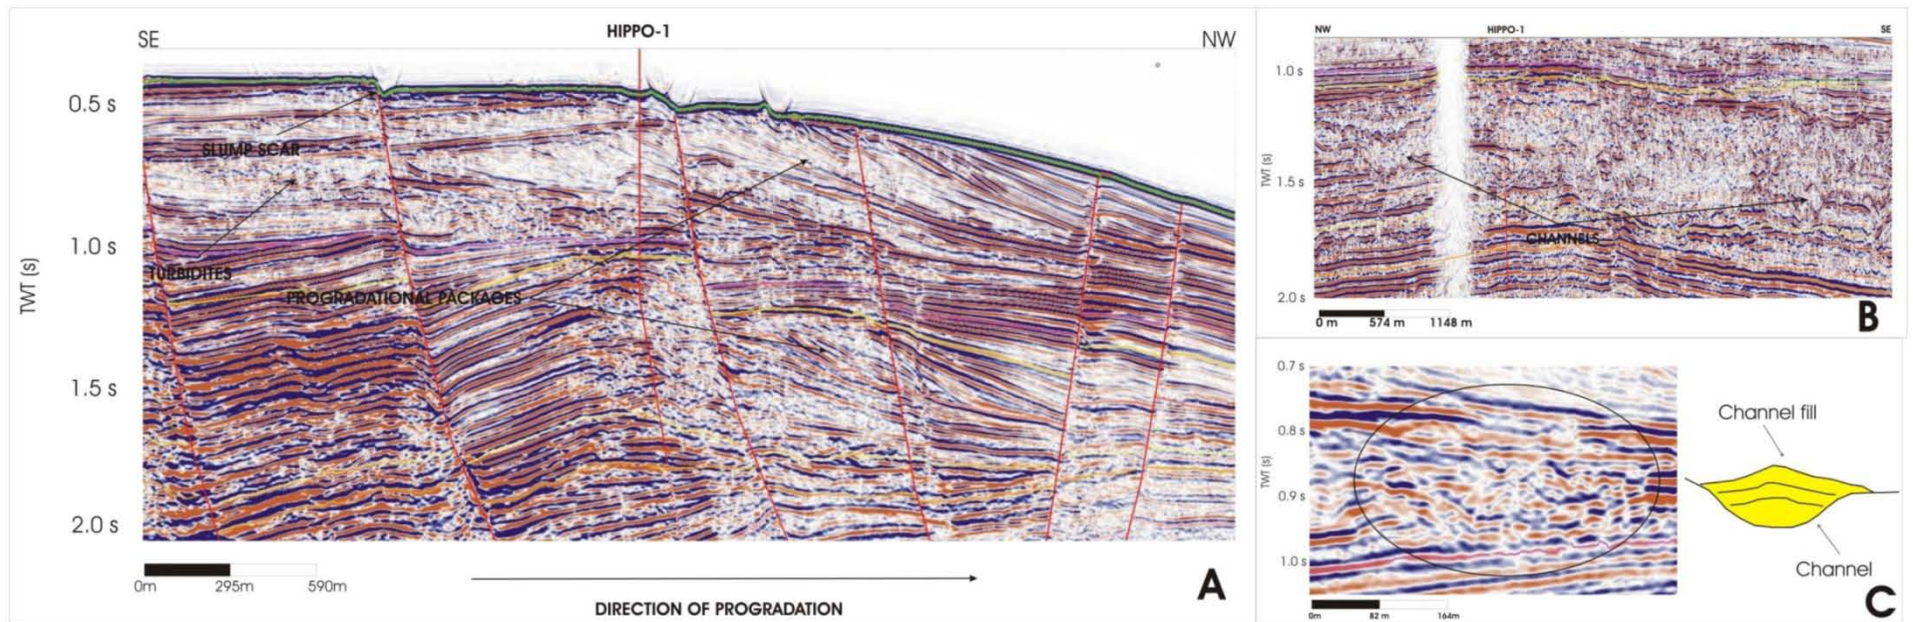 HIPPO-1
SE
NW
0.5 s
SLUMP SCAR
1.0 s
TURBIDITES
PROGRADATIONAL PACKAGES
TWT (s)
1.5 s
2.0 s
0m
295m
590m
DIRECTION OF PROGRADATION
A
NW
HIPPO-1
SE
1.0 s
TWT (s)
1.5 s
CHANNELS
2.0 s
B
0 m
574 m
1148 m
0.7 s
0.8 s
TWT (s)
0.9 s
1.0 s
Channel fill
Channel
0m
82 m
164m
C